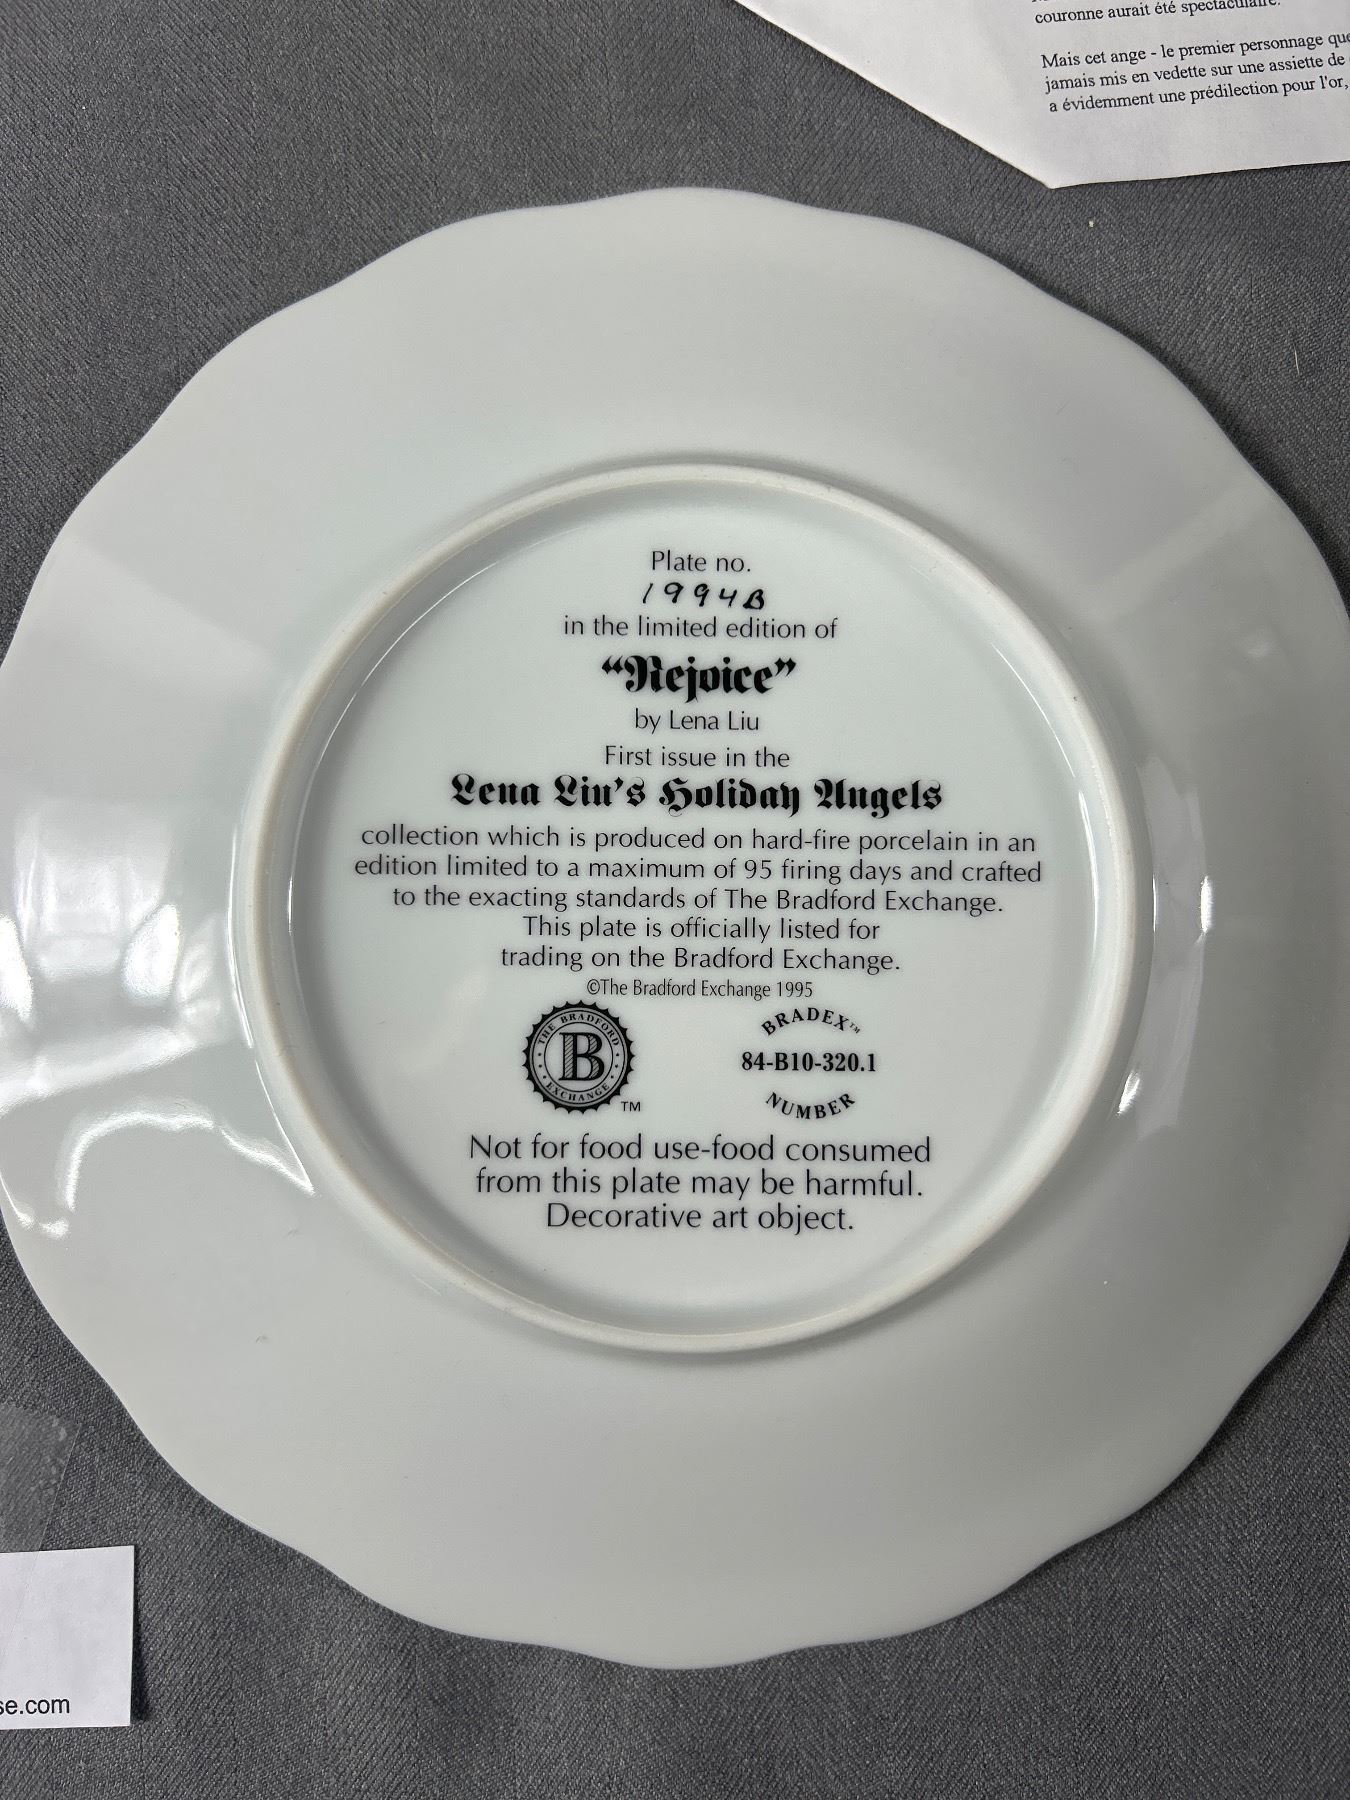 couronne aurait été spectaculaire.
Mais cet ange - le premier personnage que
jamais mis en vedette sur une assiette de
a évidemment une prédilection pour l'or,
Plate no.
1994B
in the limited edition of
“Rejoice”
by Lena Liu
First issue in the
Lena Liu's Holiday Angels
collection which is produced on hard-fire porcelain in an
edition limited to a maximum of 95 firing days and crafted
to the exacting standards of The Bradford Exchange.
This plate is officially listed for
trading on the Bradford Exchange.
©The Bradford Exchange 1995
THE BRADFORD
B
EXCHANGE
TM
BRADEX™
84-B10-320.1
NUMBER
Not for food use-food consumed
from this plate may be harmful.
Decorative art object.
se.com